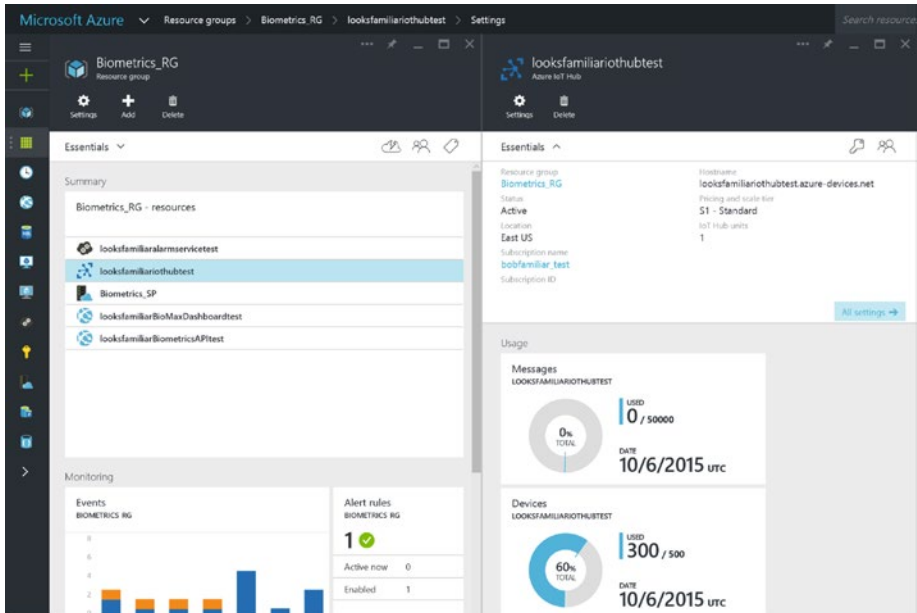 Microsoft Azure Resource groups > Biometrics_RG > looksfamiliariothubtest > Settings Search resources
Biometrics_RG
Resource group
Settings Add Delete
Essentials
Summary
Biometrics_RG - resources
looksfamiliaralarmservicetest
looksfamiliariothubtest
Biometrics_SP
looksfamiliarBioMaxDashboardtest
looksfamiliarBiometricsAPItest
Monitoring
Events
BIOMETRICS RG
8
6
4
2
Alert rules
BIOMETRICS RG
1
Active now 0
Enabled 1
looksfamiliariothubtest
Azure IoT Hub
Settings Delete
Essentials
Resource group
Biometrics_RG
Status
Active
Location
East US
Subscription name
bobfamiliar_test
Subscription ID
Hostname
looksfamiliariothubtest.azure-devices.net
Pricing and scale tier
S1 - Standard
IoT Hub units
1
All settings →
Usage
Messages
LOOKSFAMILIARIOTHUBTEST
0%
TOTAL
USED
0 / 50000
DATE
10/6/2015 UTC
Devices
LOOKSFAMILIARIOTHUBTEST
60%
TOTAL
USED
300 / 500
DATE
10/6/2015 UTC